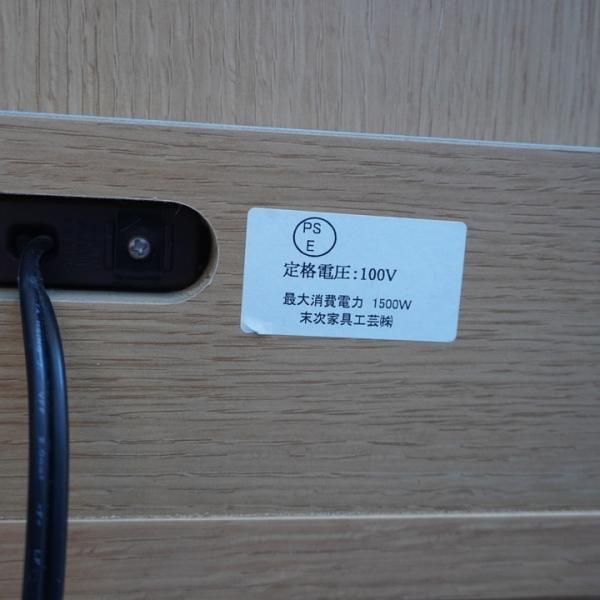 PS
E
定格電圧:100V
最大消費電力 1500W
末次家具工芸㈱